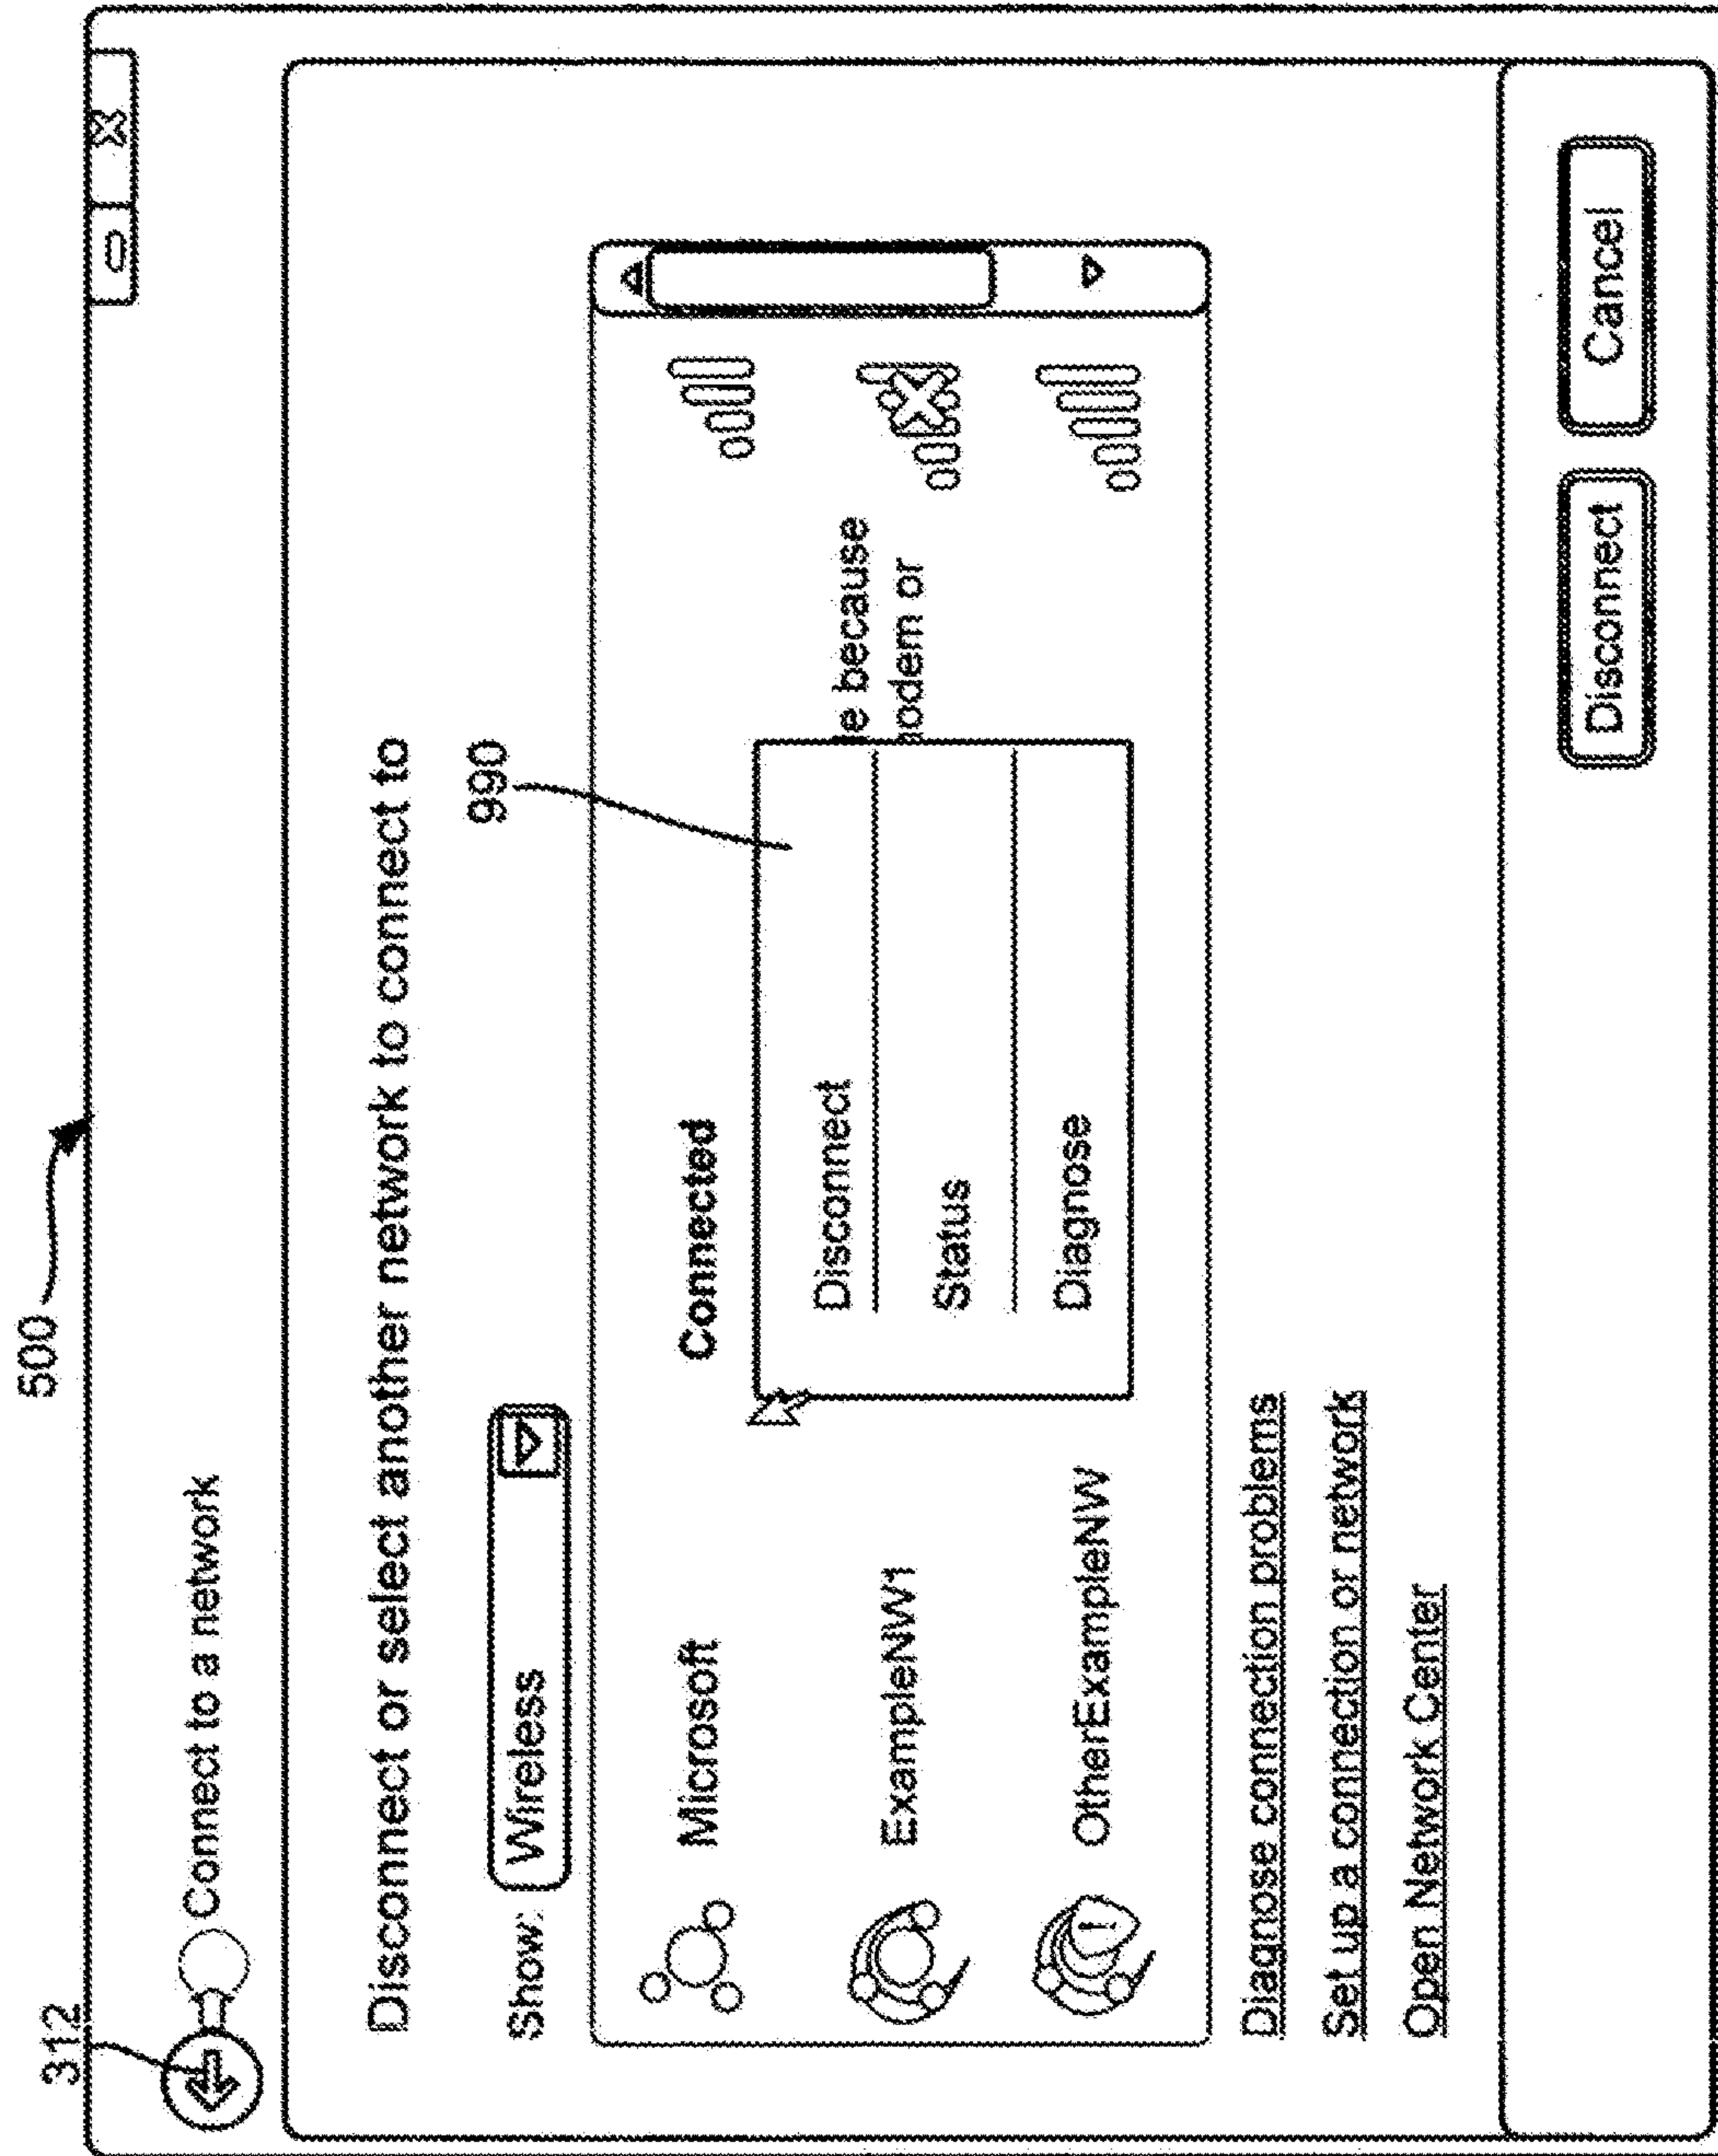 500
312
Connect to a network
Disconnect or select another network to connect to
990
Show: Wireless
Microsoft Connected
Disconnect
Status
Diagnose
because
or
ExampleNW1
OtherExampleNW
Diagnose connection problems
Set up a connection or network
Open Network Center
Disconnect Cancel